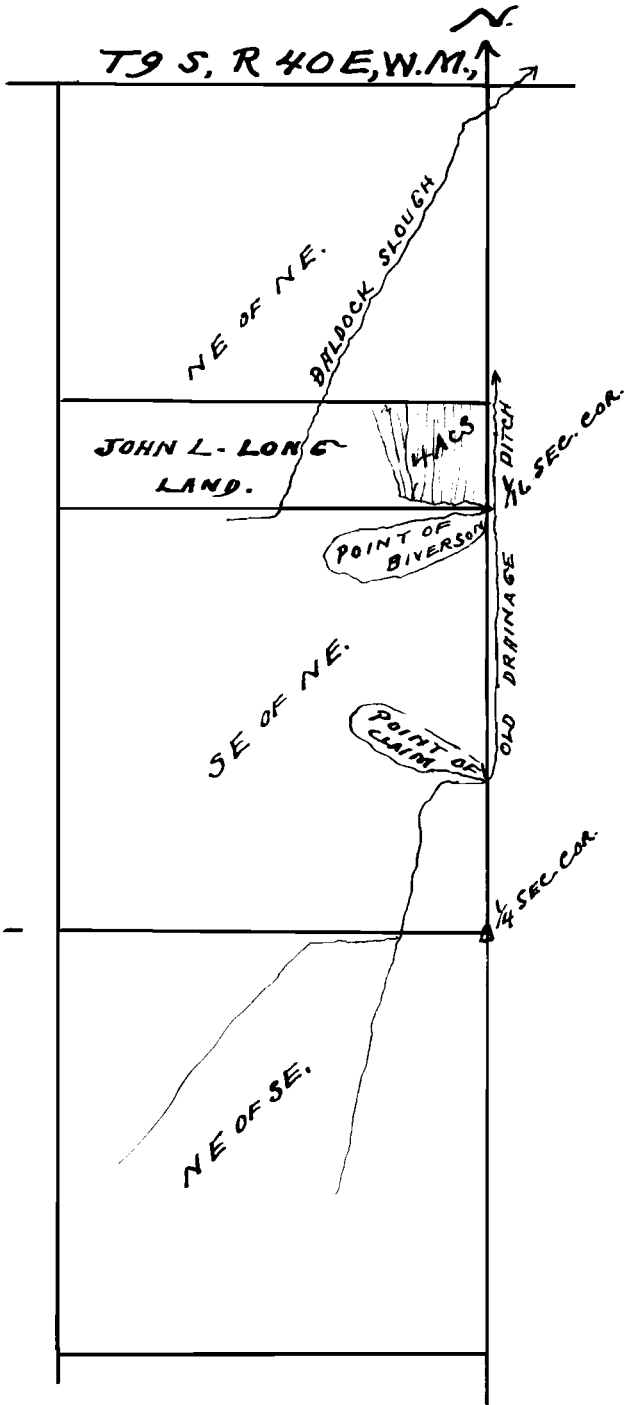 N.
T9 S, R 40E, W.M.,
BALDOCK SLOUGH
NE OF NE.
JOHN L. LONG
LAND.
4 ACS
DITCH
1/16 SEC. COR.
POINT OF
BIVERSON
OLD DRAINAGE
SE OF NE.
POINT OF
CLAIM
1/4 SEC COR.
NE OF SE.